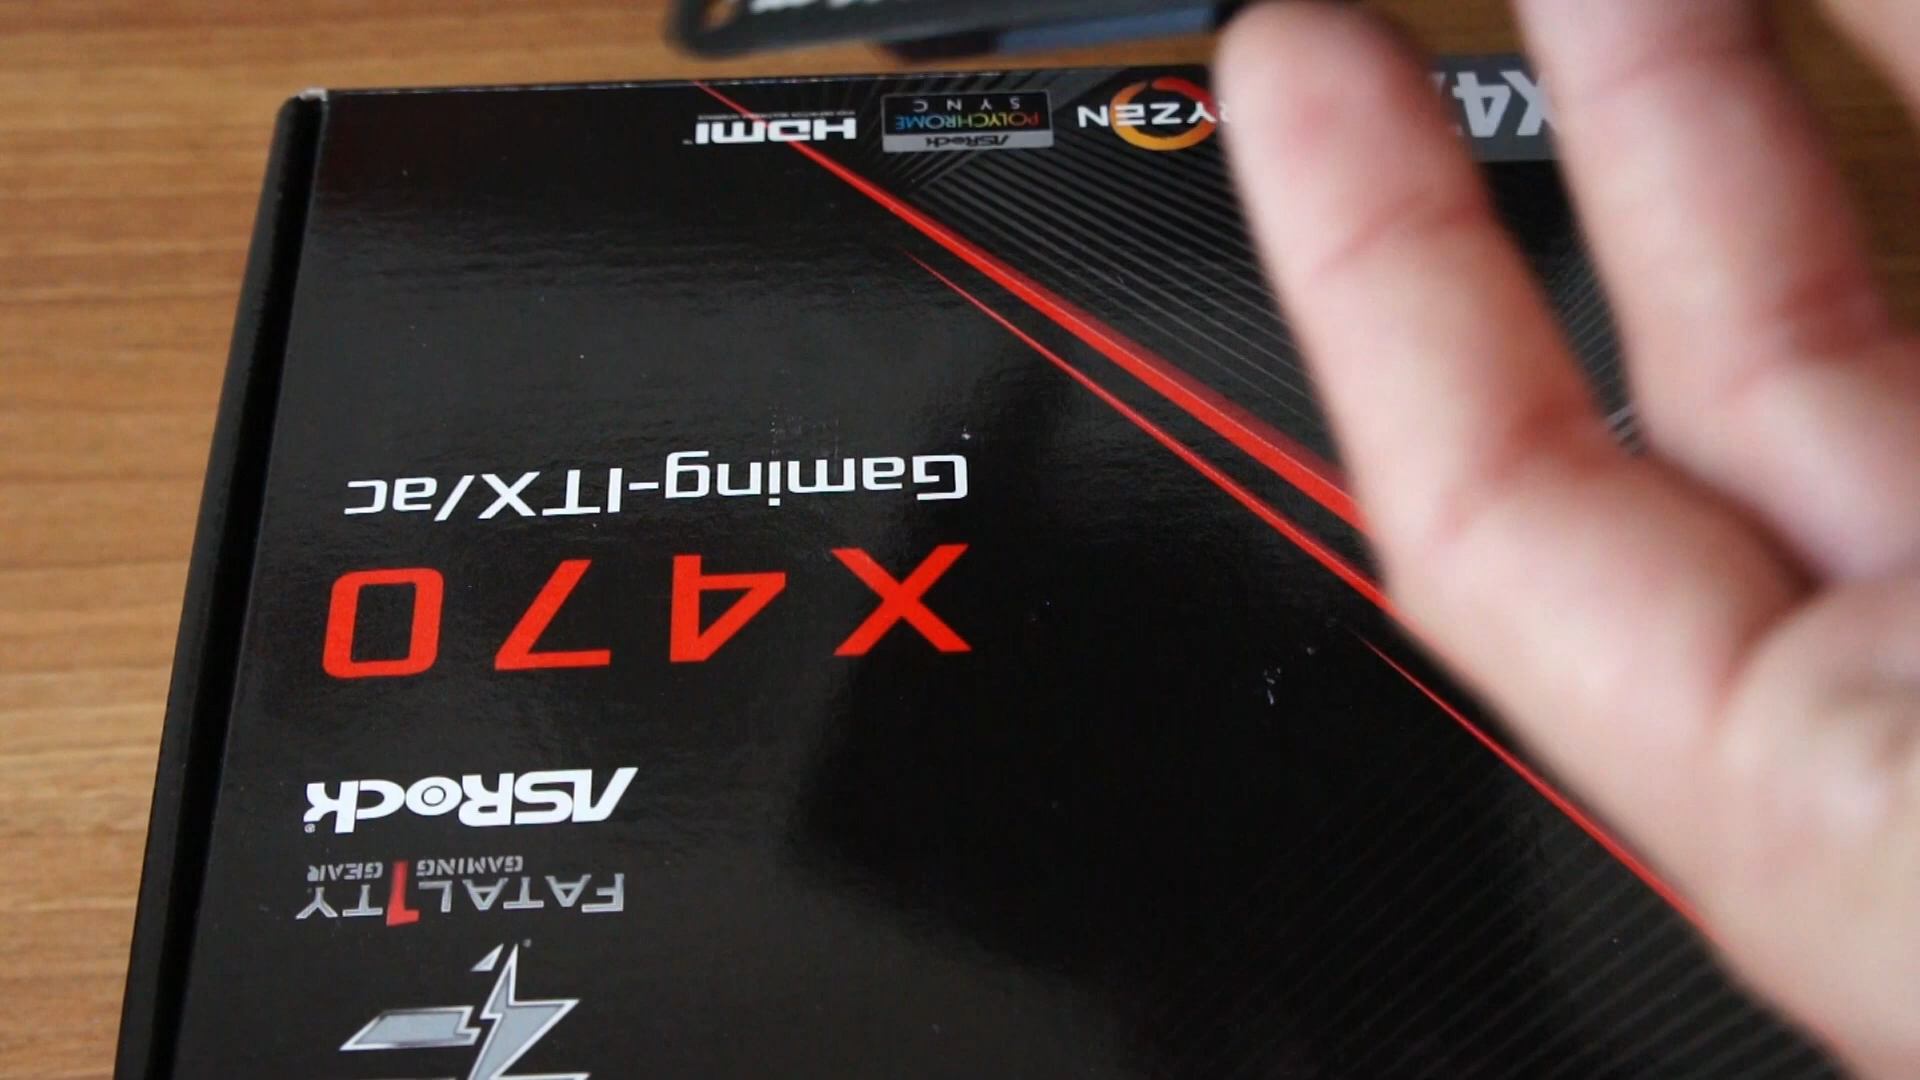 FATAL1TY
GAMING GEAR
ASRock
X470
Gaming-ITX/ac
RYZEN
ASRock
POLYCHROME
SYNC
HDMI